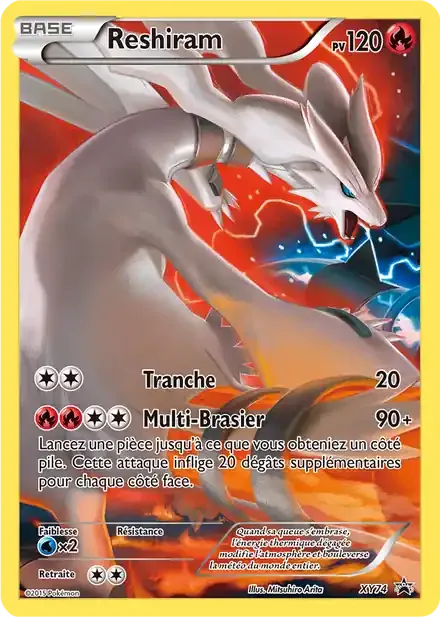 BASE Reshiram PV120
Tranche 20
Multi-Brasier 90+
Lancez une pièce jusqu'à ce que vous obteniez un côté
pile. Cette attaque inflige 20 dégâts supplémentaires
pour chaque côté face.
Faiblesse Résistance
×2
Retraite
Quand sa queue s'embrase,
l'énergie thermique dégagée
modifie l'atmosphère et bouleverse
la météo du monde entier.
©2015 Pokémon Illus. Mitsuhiro Arita XY74